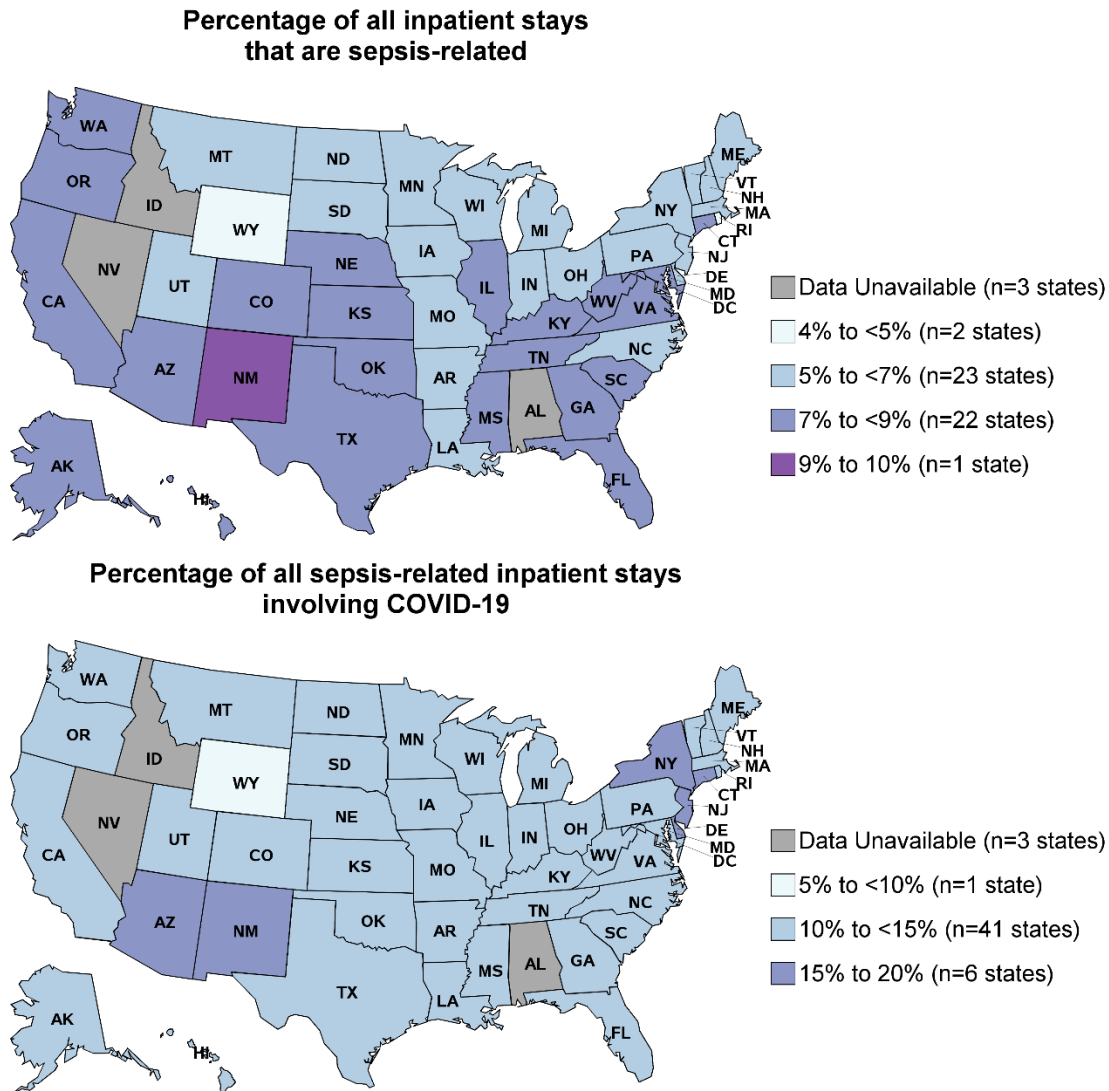 Percentage of all inpatient stays
that are sepsis-related
WA
MT
ND
MN
ME
VT
NH
MA
RI
CT
NJ
DE
MD
DC
OR
ID
WY
SD
WI
MI
NY
NV
UT
CO
NE
IA
IL
IN
OH
PA
CA
KS
MO
KY
WV
VA
AZ
NM
OK
AR
TN
NC
SC
TX
LA
MS
AL
GA
FL
AK
HI
Data Unavailable (n=3 states)
4% to <5% (n=2 states)
5% to <7% (n=23 states)
7% to <9% (n=22 states)
9% to 10% (n=1 state)
Percentage of all sepsis-related inpatient stays
involving COVID-19
WA
MT
ND
MN
ME
VT
NH
MA
RI
CT
NJ
DE
MD
DC
OR
ID
WY
SD
WI
MI
NY
NV
UT
CO
NE
IA
IL
IN
OH
PA
CA
KS
MO
KY
WV
VA
AZ
NM
OK
AR
TN
NC
SC
TX
LA
MS
AL
GA
FL
AK
HI
Data Unavailable (n=3 states)
5% to <10% (n=1 state)
10% to <15% (n=41 states)
15% to 20% (n=6 states)